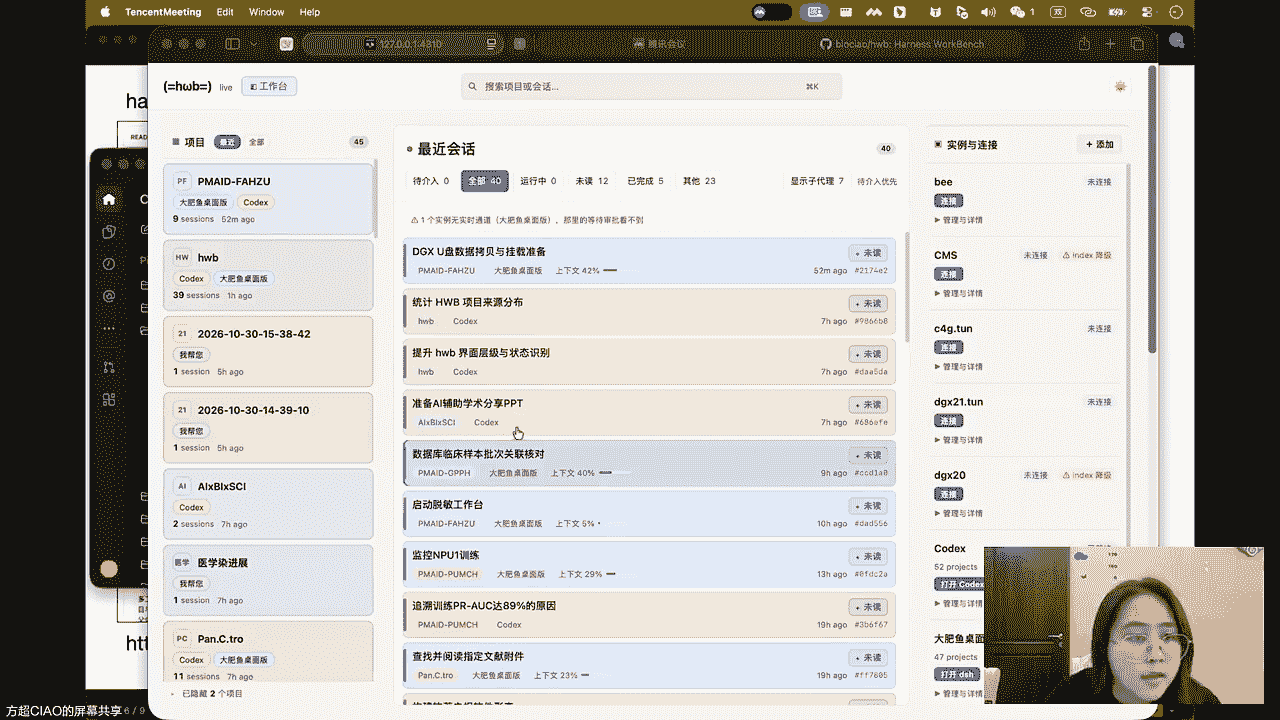 TencentMeeting Edit Window Help
127.0.0.1:4810
腾讯会议
(=hωb=) live 工作台
搜索项目或会话... ⌘K
项目
全部
45
PF PMAID-FAHZU
大肥鱼桌面版 Codex
9 sessions 52m ago
HW hwb
Codex 大肥鱼桌面版
39 sessions 1h ago
21 2026-10-30-15-38-42
我帮您
1 session 5h ago
21 2026-10-30-14-39-10
我帮您
1 session 5h ago
AI AIxBIxSCI
Codex
2 sessions 7h ago
医学 医学染进展
我帮您
1 session 7h ago
PC Pan.C.tro
Codex 大肥鱼桌面版
11 sessions 7h ago
已隐藏 2 个项目
最近会话 40
待介入 0 全部 40 运行中 0 未读 12 已完成 5 其他 23 显示子代理 7 待介入优先
⚠ 1 个实例无实时通道（大肥鱼桌面版），那里的等待审批看不到
DGX U盘数据拷贝与挂载准备 未读
PMAID-FAHZU 大肥鱼桌面版 上下文 42% 52m ago #2174e2
统计 HWB 项目来源分布 未读
hwb Codex 7h ago
提升 hwb 界面层级与状态识别 未读
hwb Codex 7h ago #daa5da
准备AI辅助学术分享PPT 未读
AIxBIxSCI Codex 7h ago
数据库临床样本批次关联核对 未读
PMAID-GPPH 大肥鱼桌面版 上下文 40% 9h ago #ccd1a0
启动脱敏工作台 未读
PMAID-FAHZU 大肥鱼桌面版 上下文 5% 10h ago
监控NPU1训练 未读
PMAID-PUMCH 大肥鱼桌面版 上下文 29% 13h ago
追溯训练PR-AUC达89%的原因 未读
PMAID-PUMCH Codex 19h ago #3b6f67
查找并阅读指定文献附件 未读
Pan.C.tro 大肥鱼桌面版 上下文 23% 19h ago
实例与连接 + 添加
bee 未连接
连接
管理与详情
CMS 未连接 ⚠ index 降级
连接
管理与详情
c4g.tun 未连接
连接
管理与详情
dgx21.tun 未连接
连接
管理与详情
dgx20 未连接 ⚠ index 降级
连接
管理与详情
Codex
52 projects
打开 Codex
管理与详情
大肥鱼桌面
47 projects
打开 dsh
管理与详情
方超CIAO的屏幕共享